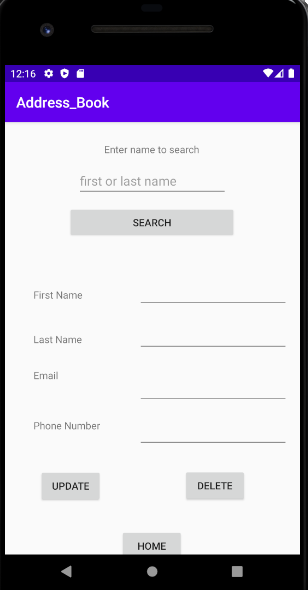 12:16
Address_Book
Enter name to search
first or last name
SEARCH
First Name
Last Name
Email
Phone Number
UPDATE
DELETE
HOME